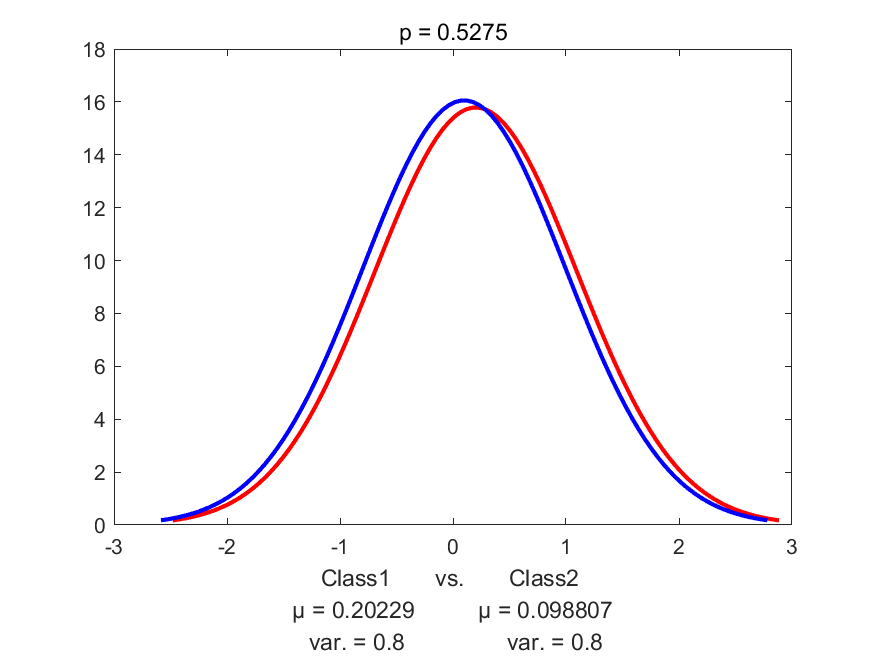 p = 0.5275
18
16
14
12
10
8
6
4
2
0
-3 -2 -1 0 1 2 3
Class1 vs. Class2
μ = 0.20229 μ = 0.098807
var. = 0.8 var. = 0.8